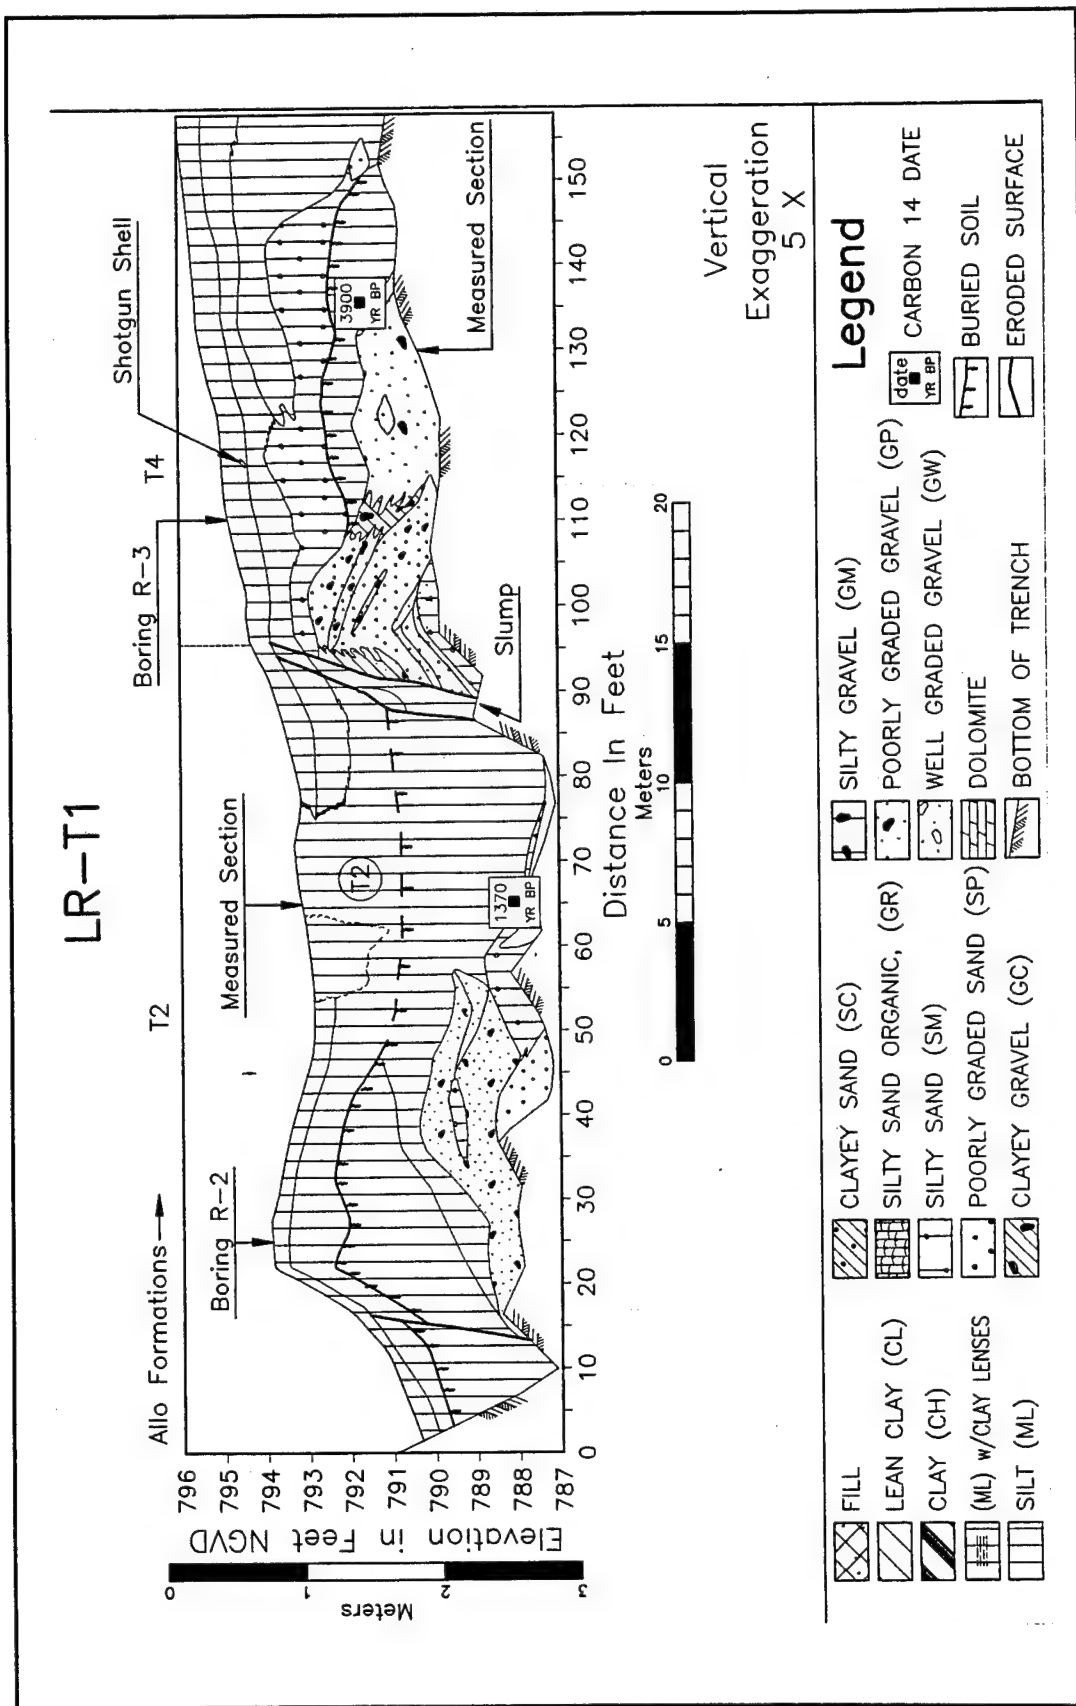 LR-T1
Allo Formations
T2
T4
Boring R-2
Measured Section
Boring R-3
Shotgun Shell
T2
1370
YR BP
3900
YR BP
Slump
Measured Section
Elevation in Feet NGVD
796
795
794
793
792
791
790
789
788
787
Meters
0
1
2
3
0 10 20 30 40 50 60 70 80 90 100 110 120 130 140 150
Distance In Feet
Meters
0 5 10 15 20
Vertical
Exaggeration
5 X
Legend
FILL
LEAN CLAY (CL)
CLAY (CH)
(ML) w/CLAY LENSES
SILT (ML)
CLAYEY SAND (SC)
SILTY SAND ORGANIC, (GR)
SILTY SAND (SM)
POORLY GRADED SAND (SP)
CLAYEY GRAVEL (GC)
SILTY GRAVEL (GM)
POORLY GRADED GRAVEL (GP)
WELL GRADED GRAVEL (GW)
DOLOMITE
BOTTOM OF TRENCH
date
YR BP
CARBON 14 DATE
BURIED SOIL
ERODED SURFACE